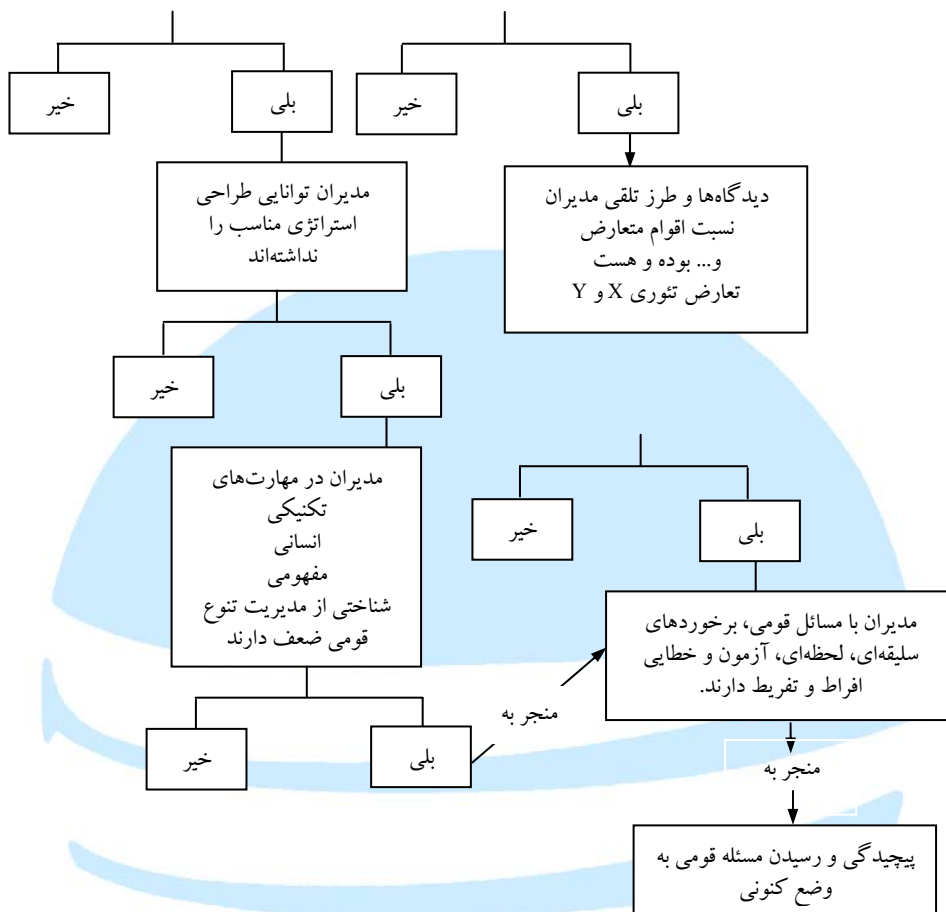 بلی
خیر
بلی
خیر
دیدگاه‌ها و طرز تلقی مدیران
نسبت اقوام متعارض
و... بوده و هست
تعارض تئوری X و Y
مدیران توانایی طراحی
استراتژی مناسب را
نداشته‌اند
بلی
خیر
مدیران در مهارت‌های
تکنیکی
انسانی
مفهومی
شناختی از مدیریت تنوع
قومی ضعف دارند
بلی
خیر
بلی
خیر
منجر به
مدیران با مسائل قومی، برخوردهای
سلیقه‌ای، لحظه‌ای، آزمون و خطایی
افراط و تفریط دارند.
منجر به
پیچیدگی و رسیدن مسئله قومی به
وضع کنونی